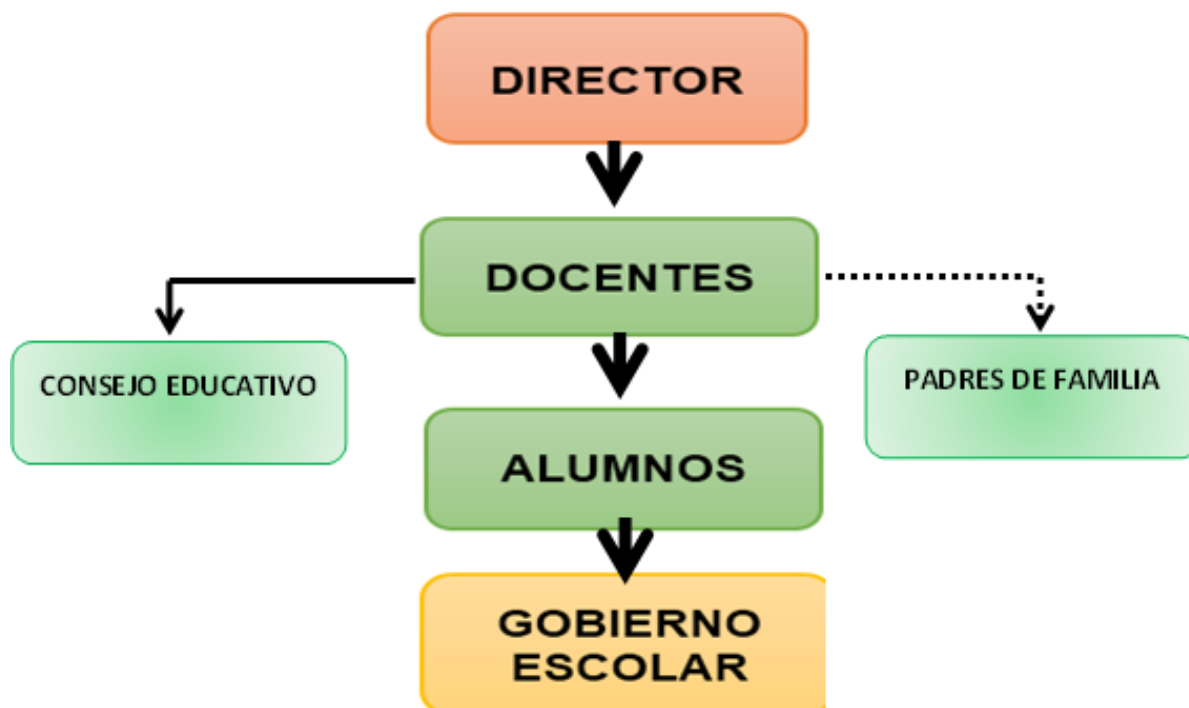 DIRECTOR
DOCENTES
CONSEJO EDUCATIVO
PADRES DE FAMILIA
ALUMNOS
GOBIERNO
ESCOLAR